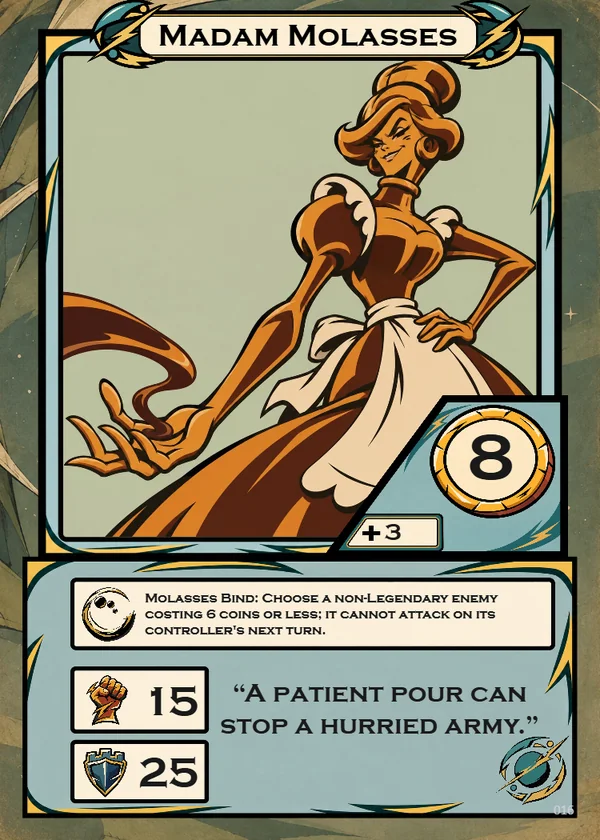 Madam Molasses
8
+3
Molasses Bind: Choose a non-Legendary enemy
costing 6 coins or less; it cannot attack on its
controller's next turn.
15
25
“A patient pour can
stop a hurried army.”
016